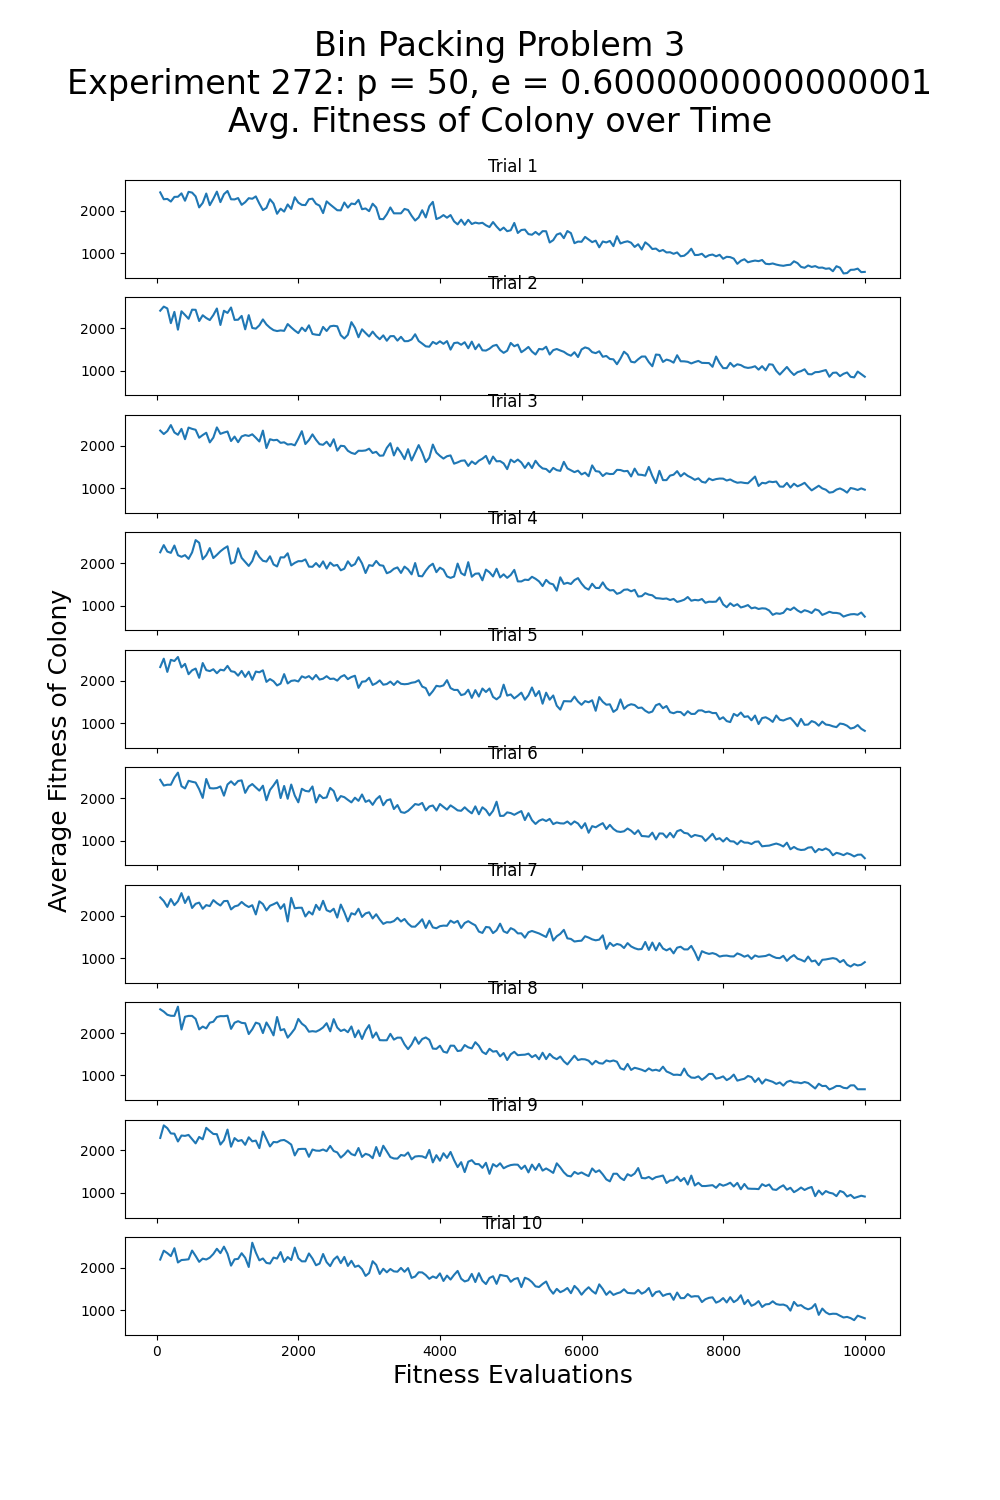 Bin Packing Problem 3
Experiment 272: p = 50, e = 0.6000000000000001
Avg. Fitness of Colony over Time
Trial 1
2000
1000
Trial 2
2000
1000
Trial 3
2000
1000
Trial 4
2000
1000
Trial 5
2000
1000
Trial 6
2000
1000
Trial 7
2000
1000
Trial 8
2000
1000
Trial 9
2000
1000
Trial 10
2000
1000
0 2000 4000 6000 8000 10000
Fitness Evaluations
Average Fitness of Colony